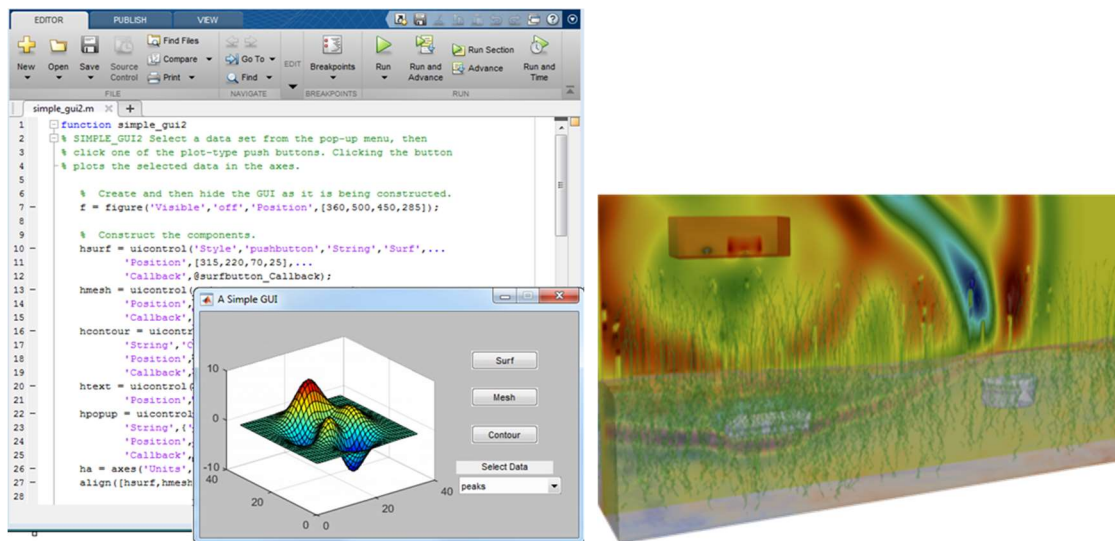 EDITOR PUBLISH VIEW
New Open Save Source Control Find Files Compare Print
Go To Find
EDIT
Breakpoints
Run Run and Advance Run Section Advance Run and Time
FILE NAVIGATE BREAKPOINTS RUN
simple_gui2.m
1 function simple_gui2
2 % SIMPLE_GUI2 Select a data set from the pop-up menu, then
3 % click one of the plot-type push buttons. Clicking the button
4 % plots the selected data in the axes.
5
6 % Create and then hide the GUI as it is being constructed.
7 f = figure('Visible','off','Position',[360,500,450,285]);
8
9 % Construct the components.
10 hsurf = uicontrol('Style','pushbutton','String','Surf',...
11 'Position',[315,220,70,25],...
12 'Callback',@surfbutton_Callback);
13 hmesh = uicontrol(
14 'Position',
15 'Callback',
16 hcontour = uicontrol(
17 'String','C
18 'Position',
19 'Callback',
20 htext = uicontrol(
21 'Position',
22 hpopup = uicontrol(
23 'String',{'
24 'Position',
25 'Callback',
26 ha = axes('Units',
27 align([hsurf,hmesh
28
A Simple GUI
10
0
-10
40
20
0
0
20
40
Surf
Mesh
Contour
Select Data
peaks